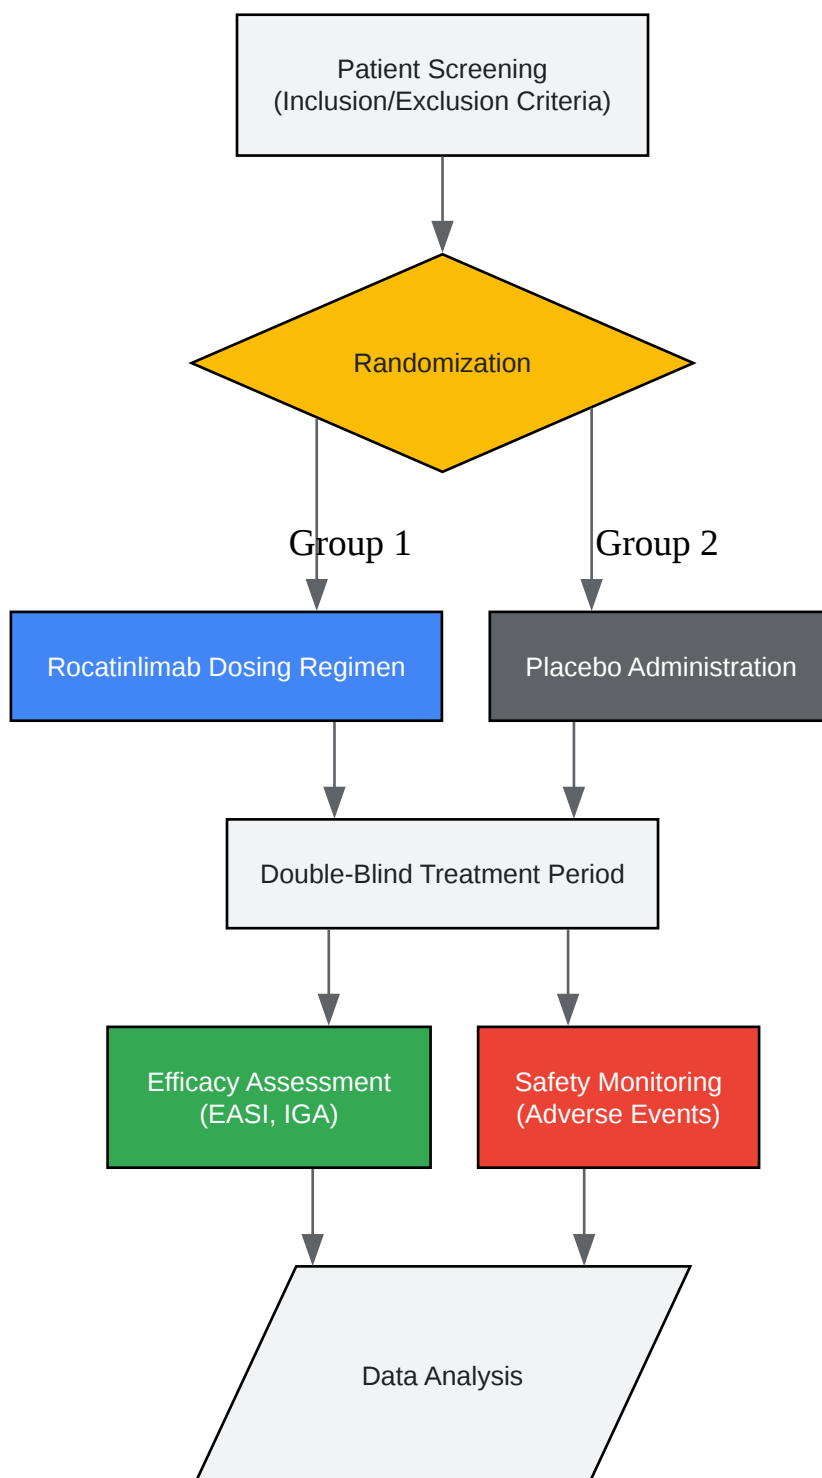 Patient Screening
(Inclusion/Exclusion Criteria)
Randomization
Group 1
Group 2
Rocatinlimab Dosing Regimen
Placebo Administration
Double-Blind Treatment Period
Efficacy Assessment
(EASI, IGA)
Safety Monitoring
(Adverse Events)
Data Analysis